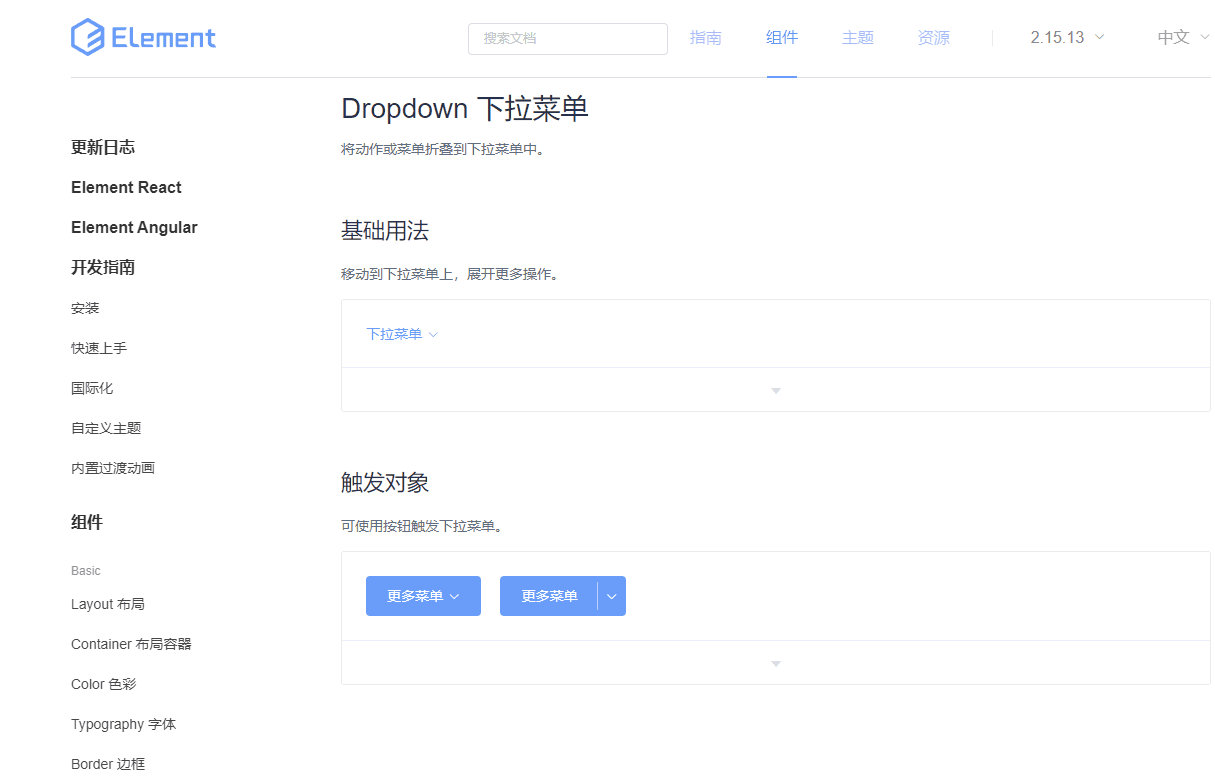 Element
搜索文档
指南
组件
主题
资源
2.15.13
中文
更新日志
Element React
Element Angular
开发指南
安装
快速上手
国际化
自定义主题
内置过渡动画
组件
Basic
Layout 布局
Container 布局容器
Color 色彩
Typography 字体
Border 边框
Dropdown 下拉菜单
将动作或菜单折叠到下拉菜单中。
基础用法
移动到下拉菜单上，展开更多操作。
下拉菜单
触发对象
可使用按钮触发下拉菜单。
更多菜单
更多菜单